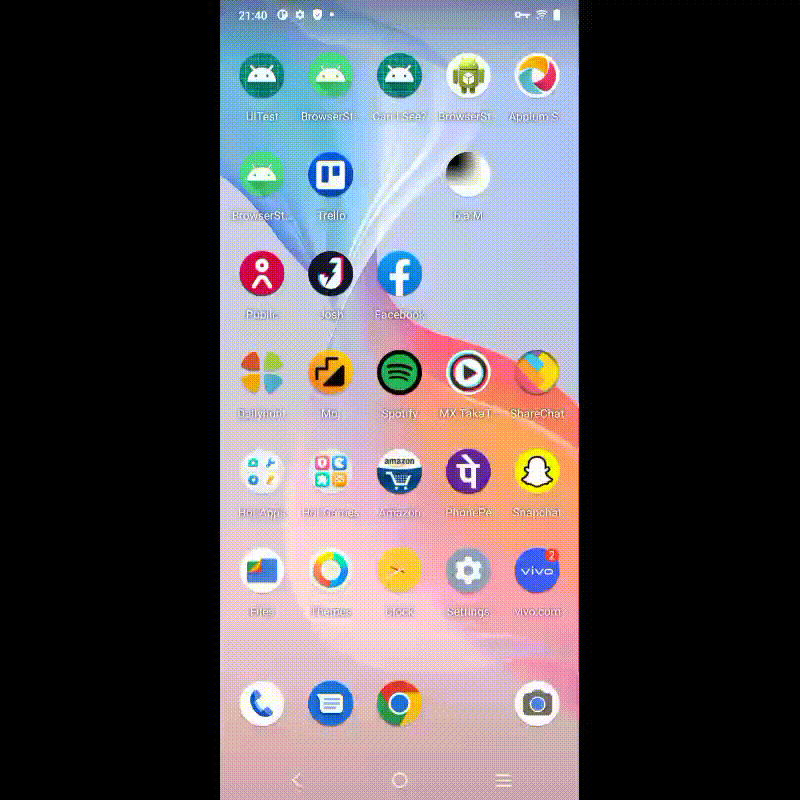 21:40
UITest BrowserSt.. Can I See? BrowserSt.. Appium S
BrowserSt... Trello b.a.M
Public Josh Facebook
Dailyhunt Moj Spotify MX TakaT ShareChat
amazon
पे
Hot Apps Hot Games Amazon PhonePe Snapchat
vivo 2
Files Themes Clock Settings vivo.com